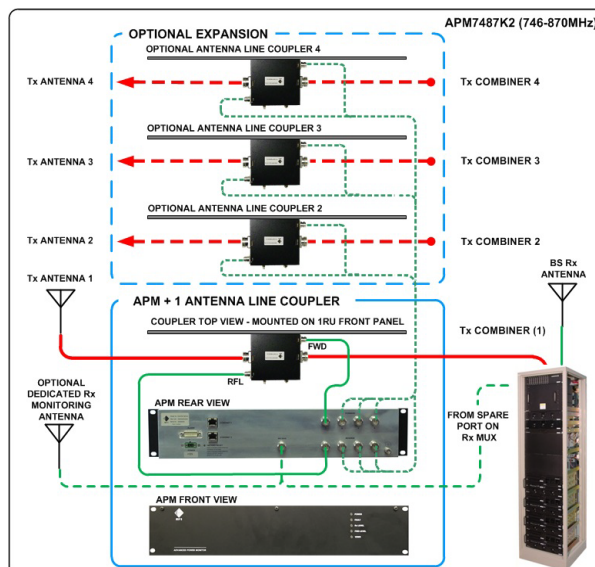 APM7487K2 (746-870MHz)
OPTIONAL EXPANSION
OPTIONAL ANTENNA LINE COUPLER 4
Tx ANTENNA 4
Tx COMBINER 4
OPTIONAL ANTENNA LINE COUPLER 3
Tx ANTENNA 3
Tx COMBINER 3
OPTIONAL ANTENNA LINE COUPLER 2
Tx ANTENNA 2
Tx COMBINER 2
Tx ANTENNA 1
BS Rx
ANTENNA
APM + 1 ANTENNA LINE COUPLER
COUPLER TOP VIEW - MOUNTED ON 1RU FRONT PANEL
Tx COMBINER (1)
FWD
RFL
OPTIONAL
DEDICATED Rx
MONITORING
ANTENNA
APM REAR VIEW
FROM SPARE
PORT ON
Rx MUX
APM FRONT VIEW